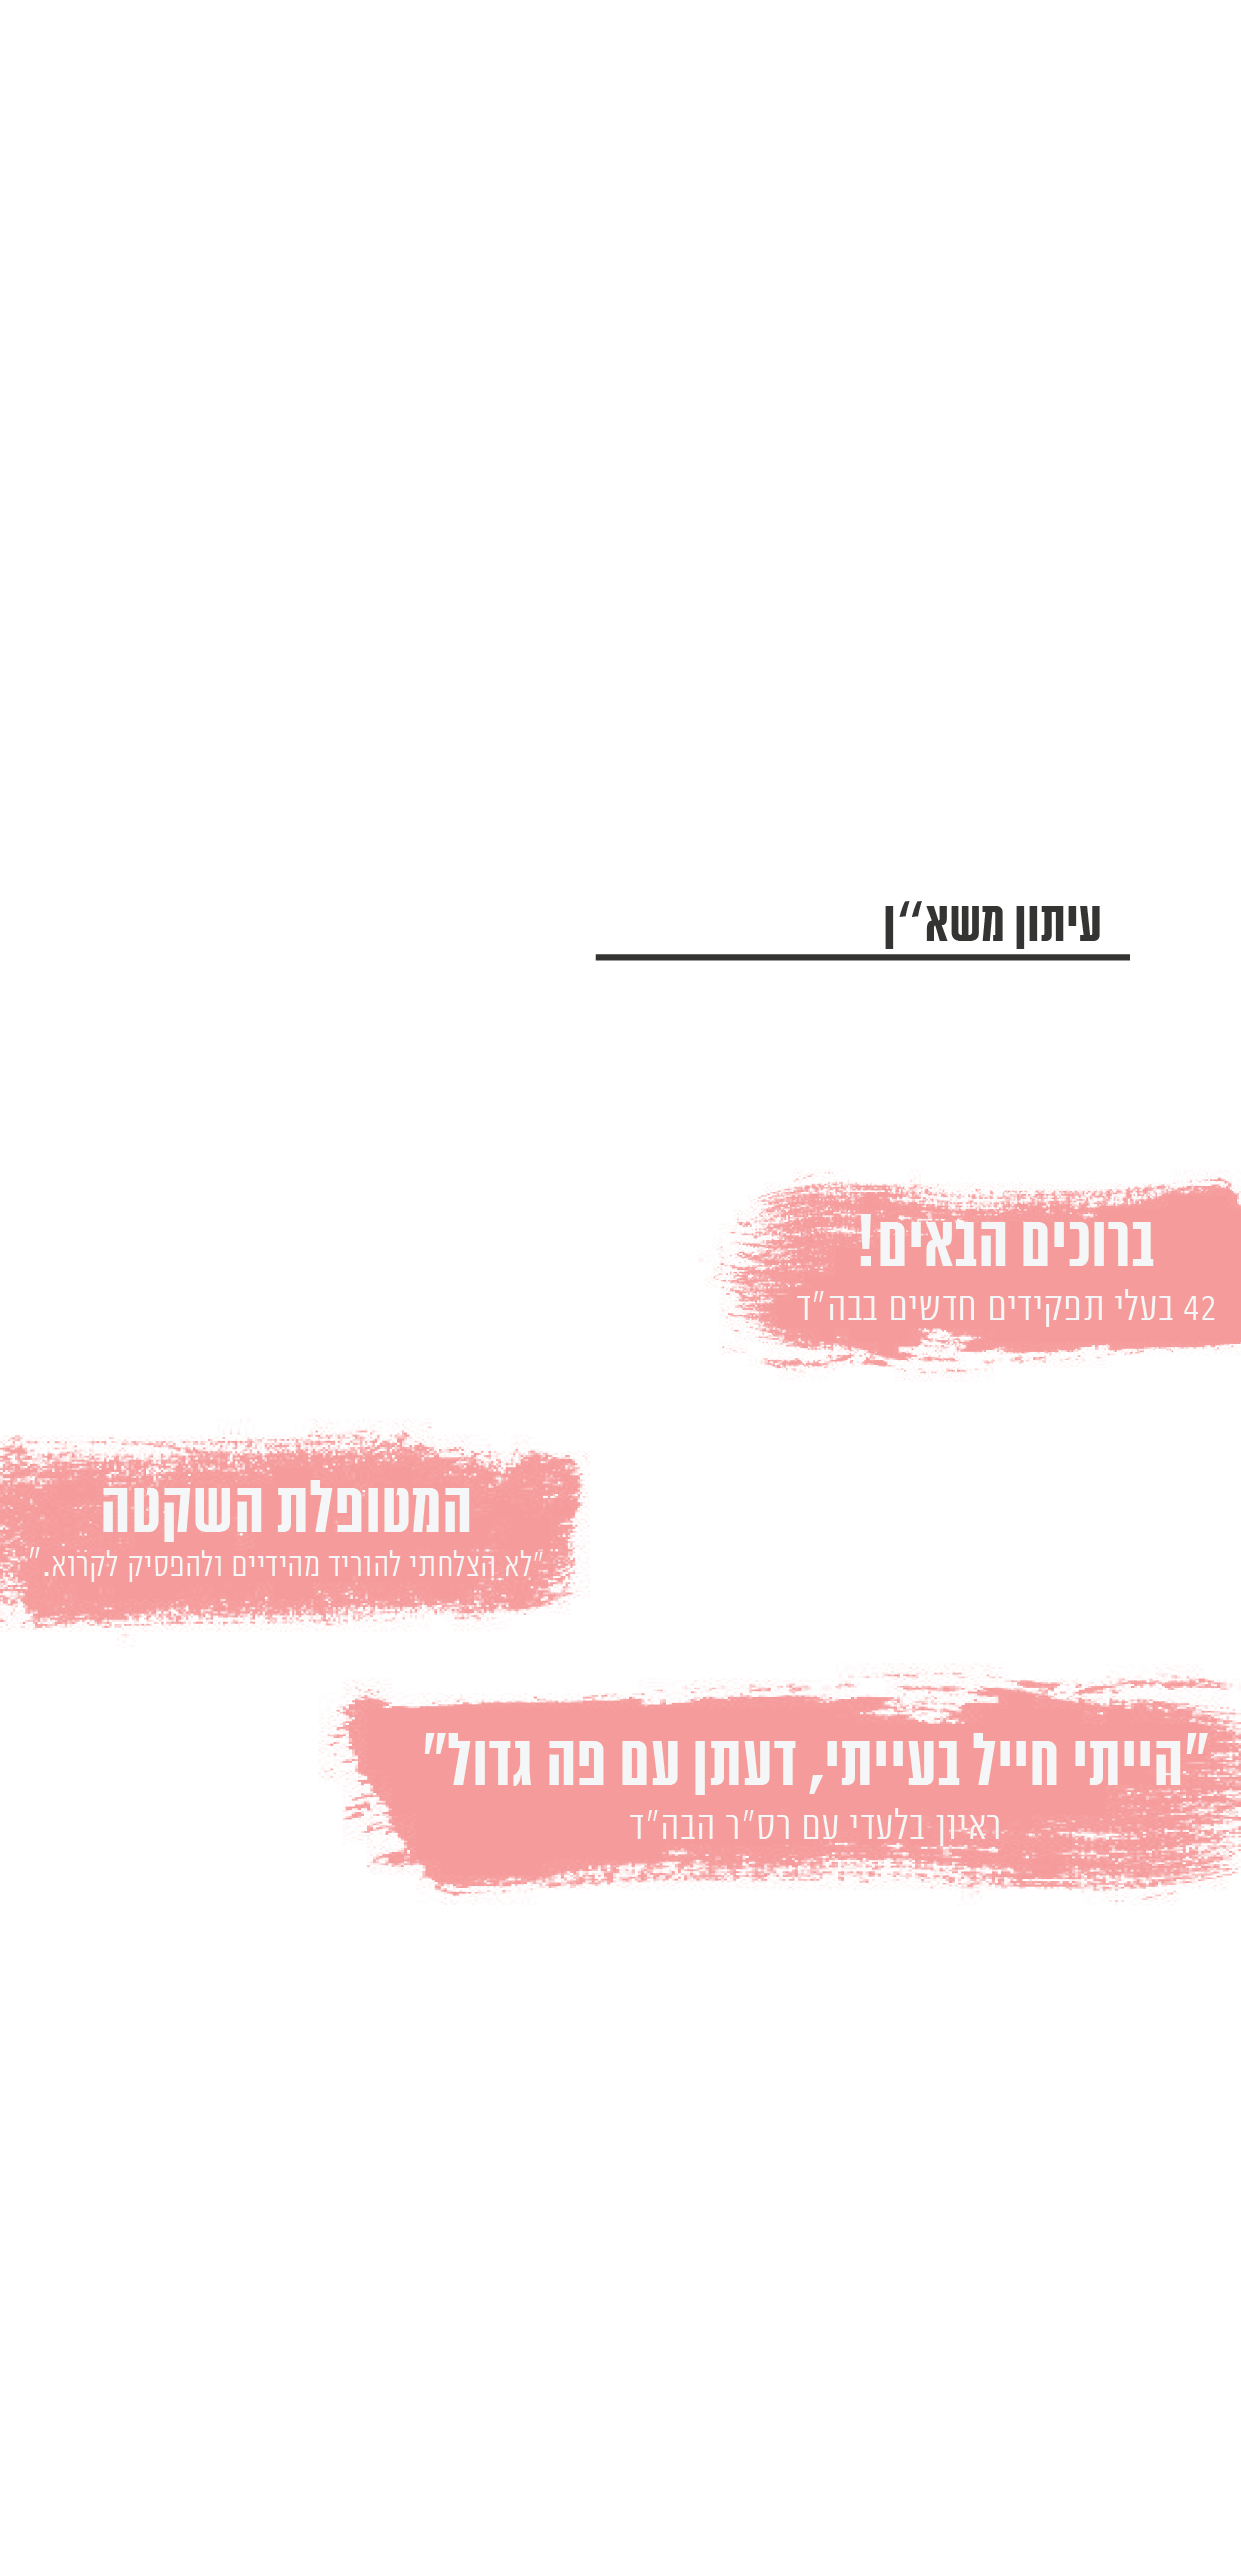 עיתון משא“ן
ברוכים הבאים!
42 בעלי תפקידים חדשים בבה"ד
המטופלת השקטה
"לא הצלחתי להוריד מהידיים ולהפסיק לקרוא."
"הייתי חייל בעייתי, דעתן עם פה גדול"
ראיון בלעדי עם רס"ר הבה"ד